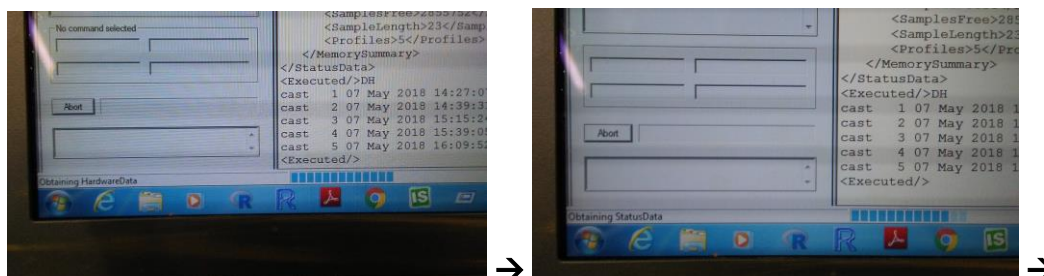 <SamplesFree>2855752</
No command selected
<SampleLength>23</Samp
<Profiles>5</Profiles>
</MemorySummary>
</StatusData>
<Executed/>DH
cast 1 07 May 2018 14:27:07
cast 2 07 May 2018 14:39:3
Abort
cast 3 07 May 2018 15:15:2
cast 4 07 May 2018 15:39:05
cast 5 07 May 2018 16:09:52
<Executed/>
Obtaining HardwareData
R
R
IS
→
<SamplesFree>285
<SampleLength>23
<Profiles>5</Pro
</MemorySummary>
</StatusData>
<Executed/>DH
cast 1 07 May 2018 1
cast 2 07 May 2018 1
Abort
cast 3 07 May 2018 1
cast 4 07 May 2018 1
cast 5 07 May 2018 1
<Executed/>
Obtaining StatusData
R
R
IS
→